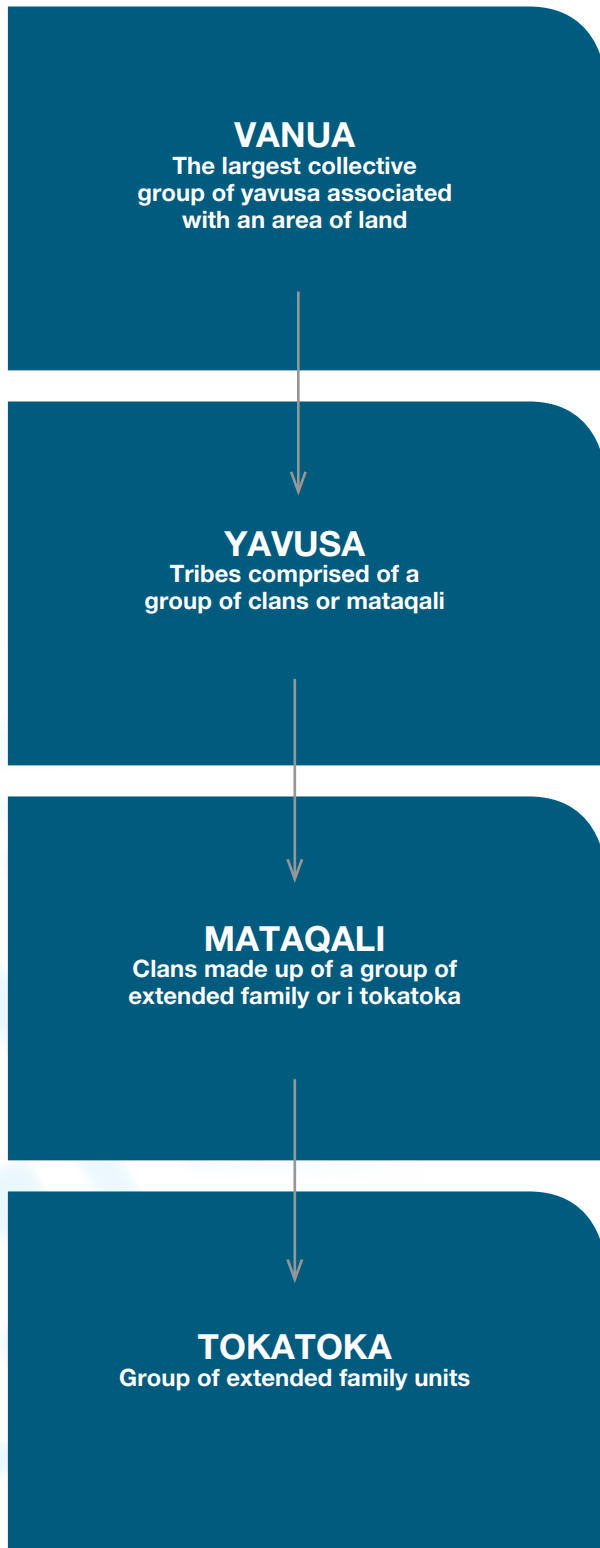 VANUA
The largest collective
group of yavusa associated
with an area of land
YAVUSA
Tribes comprised of a
group of clans or mataqali
MATAQALI
Clans made up of a group of
extended family or i tokatoka
TOKATOKA
Group of extended family units